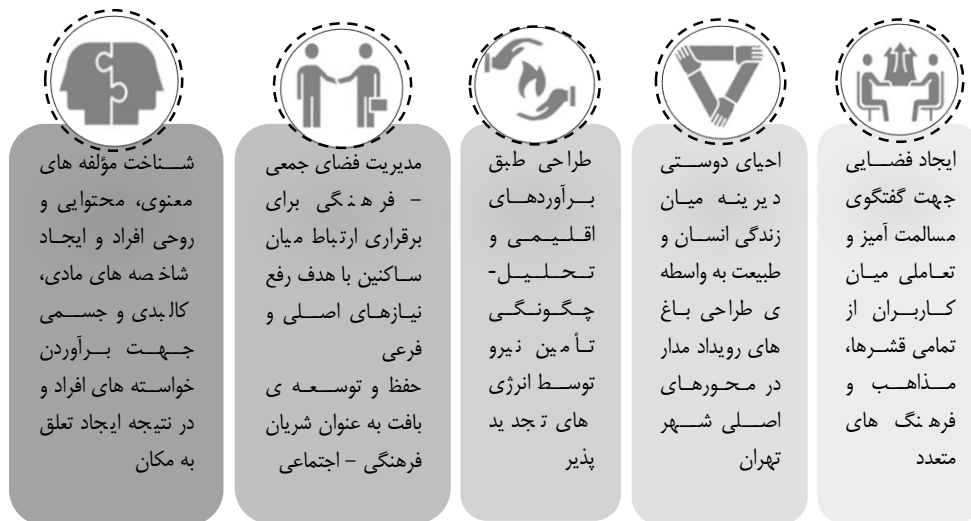 ایجاد فضایی
جهت گفتگوی
مسالمت آمیز و
تعاملی میان
کاربران از
تمامی قشرها،
مذاهب و
فرهنگ های
متعدد
احیای دوستی
دیرینه میان
زندگی انسان و
طبیعت به واسطه
ی طراحی باغ
های رویداد مدار
در محورهای
اصلی شهر
تهران
طراحی طبق
برآوردهای
اقلیمی و
تحلیل-
چگونگی
تأمین نیرو
توسط انرژی
های تجدید
پذیر
مدیریت فضای جمعی
– فرهنگی برای
برقراری ارتباط میان
ساکنین با هدف رفع
نیازهای اصلی و
فرعی
حفظ و توسعه ی
بافت به عنوان شریان
فرهنگی – اجتماعی
شناخت مؤلفه های
معنوی، محتوایی و
روحی افراد و ایجاد
شاخصه های مادی،
کالبدی و جسمی
جهت برآوردن
خواسته های افراد و
در نتیجه ایجاد تعلق
به مکان